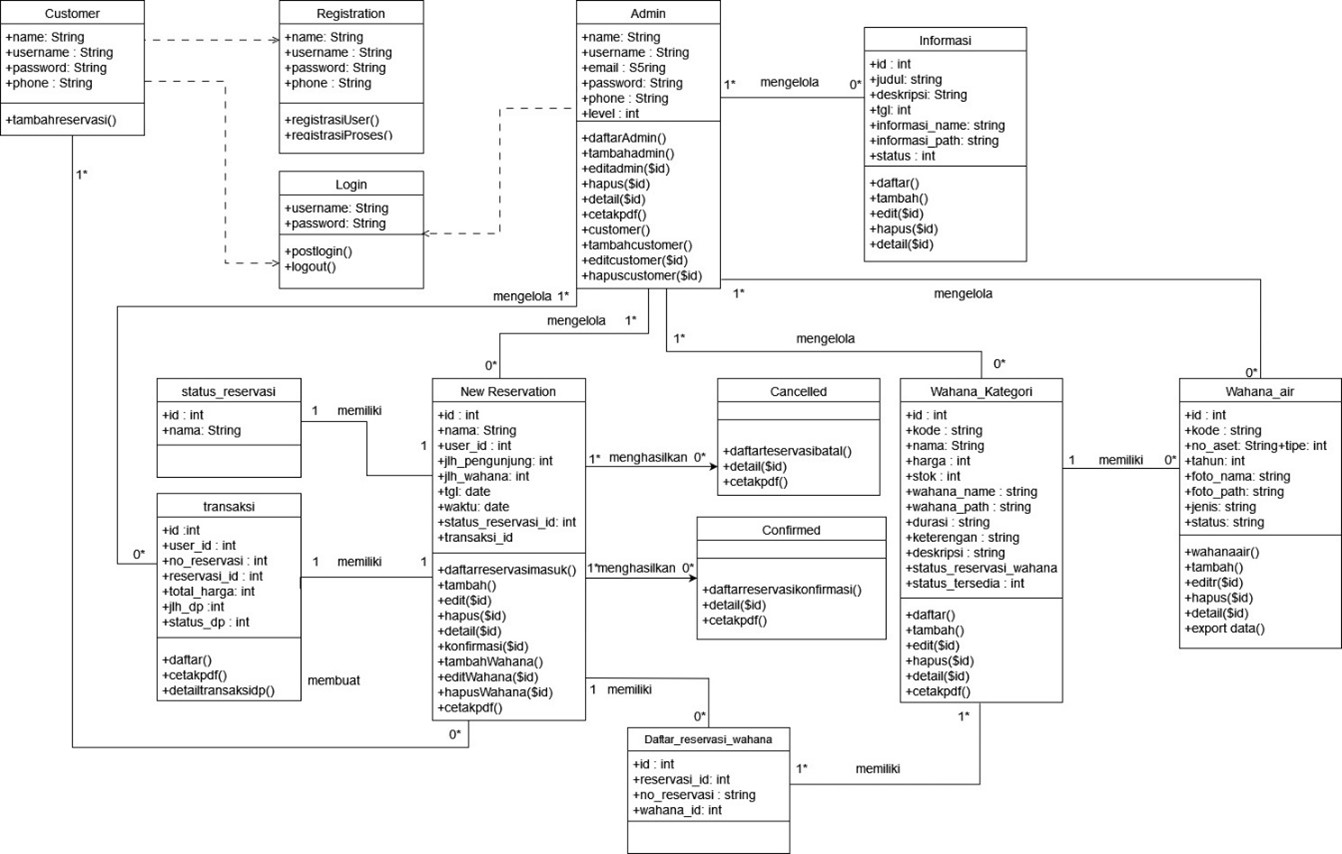 Customer
+name: String
+username : String
+password: String
+phone : String
+tambahreservasi()
Registration
+name: String
+username : String
+password: String
+phone : String
+registrasiUser()
+registrasiProses()
Login
+username: String
+password: String
+postlogin()
+logout()
Admin
+name: String
+username : String
+email : S5ring
+password: String
+phone : String
+level : int
+daftarAdmin()
+tambahadmin()
+editadmin($id)
+hapus($id)
+detail($id)
+cetakpdf()
+customer()
+tambahcustomer()
+editcustomer($id)
+hapuscustomer($id)
1*
mengelola
0*
Informasi
+id : int
+judul: string
+deskripsi: String
+tgl: int
+informasi_name: string
+informasi_path: string
+status : int
+daftar()
+tambah()
+edit($id)
+hapus($id)
+detail($id)
1*
mengelola 1*
mengelola
1*
0*
1*
mengelola
0*
1*
mengelola
0*
status_reservasi
+id : int
+nama: String
1
memiliki
1
transaksi
+id :int
+user_id : int
+no_reservasi : int
+reservasi_id : int
+total_harga: int
+jlh_dp :int
+status_dp : int
+daftar()
+cetakpdf()
+detailtransaksidp()
0*
1
memiliki
1
membuat
0*
New Reservation
+id : int
+nama: String
+user_id : int
+jlh_pengunjung: int
+jlh_wahana: int
+tgl: date
+waktu: date
+status_reservasi_id: int
+transaksi_id
+daftarreservasimasuk()
+tambah()
+edit($id)
+hapus($id)
+detail($id)
+konfirmasi($id)
+tambahWahana()
+editWahana($id)
+hapusWahana($id)
+cetakpdf()
1* menghasilkan 0*
Cancelled
+daftarteservasibatal()
+detail($id)
+cetakpdf()
1*menghasilkan 0*
Confirmed
+daftarreservasikonfirmasi()
+detail($id)
+cetakpdf()
1 memiliki
0*
Daftar_reservasi_wahana
+id : int
+reservasi_id: int
+no_reservasi : string
+wahana_id: int
1*
memiliki
1*
Wahana_Kategori
+id : int
+kode : string
+nama: String
+harga : int
+stok : int
+wahana_name : string
+wahana_path : string
+durasi : string
+keterengan : string
+deskripsi : string
+status_reservasi_wahana
+status_tersedia : int
+daftar()
+tambah()
+edit($id)
+hapus($id)
+detail($id)
+cetakpdf()
1
memiliki
0*
Wahana_air
+id : int
+kode : string
+no_aset: String+tipe: int
+tahun: int
+foto_nama: string
+foto_path: string
+jenis: string
+status: string
+wahanaair()
+tambah()
+editr($id)
+hapus($id)
+detail($id)
+export data()